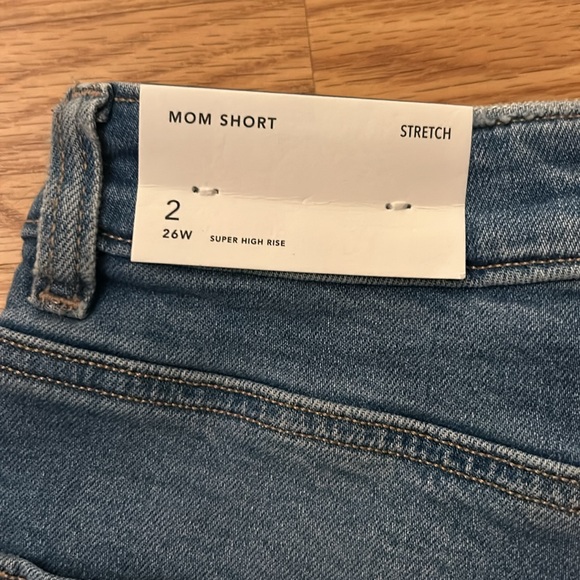 MOM SHORT
STRETCH
2
26W SUPER HIGH RISE